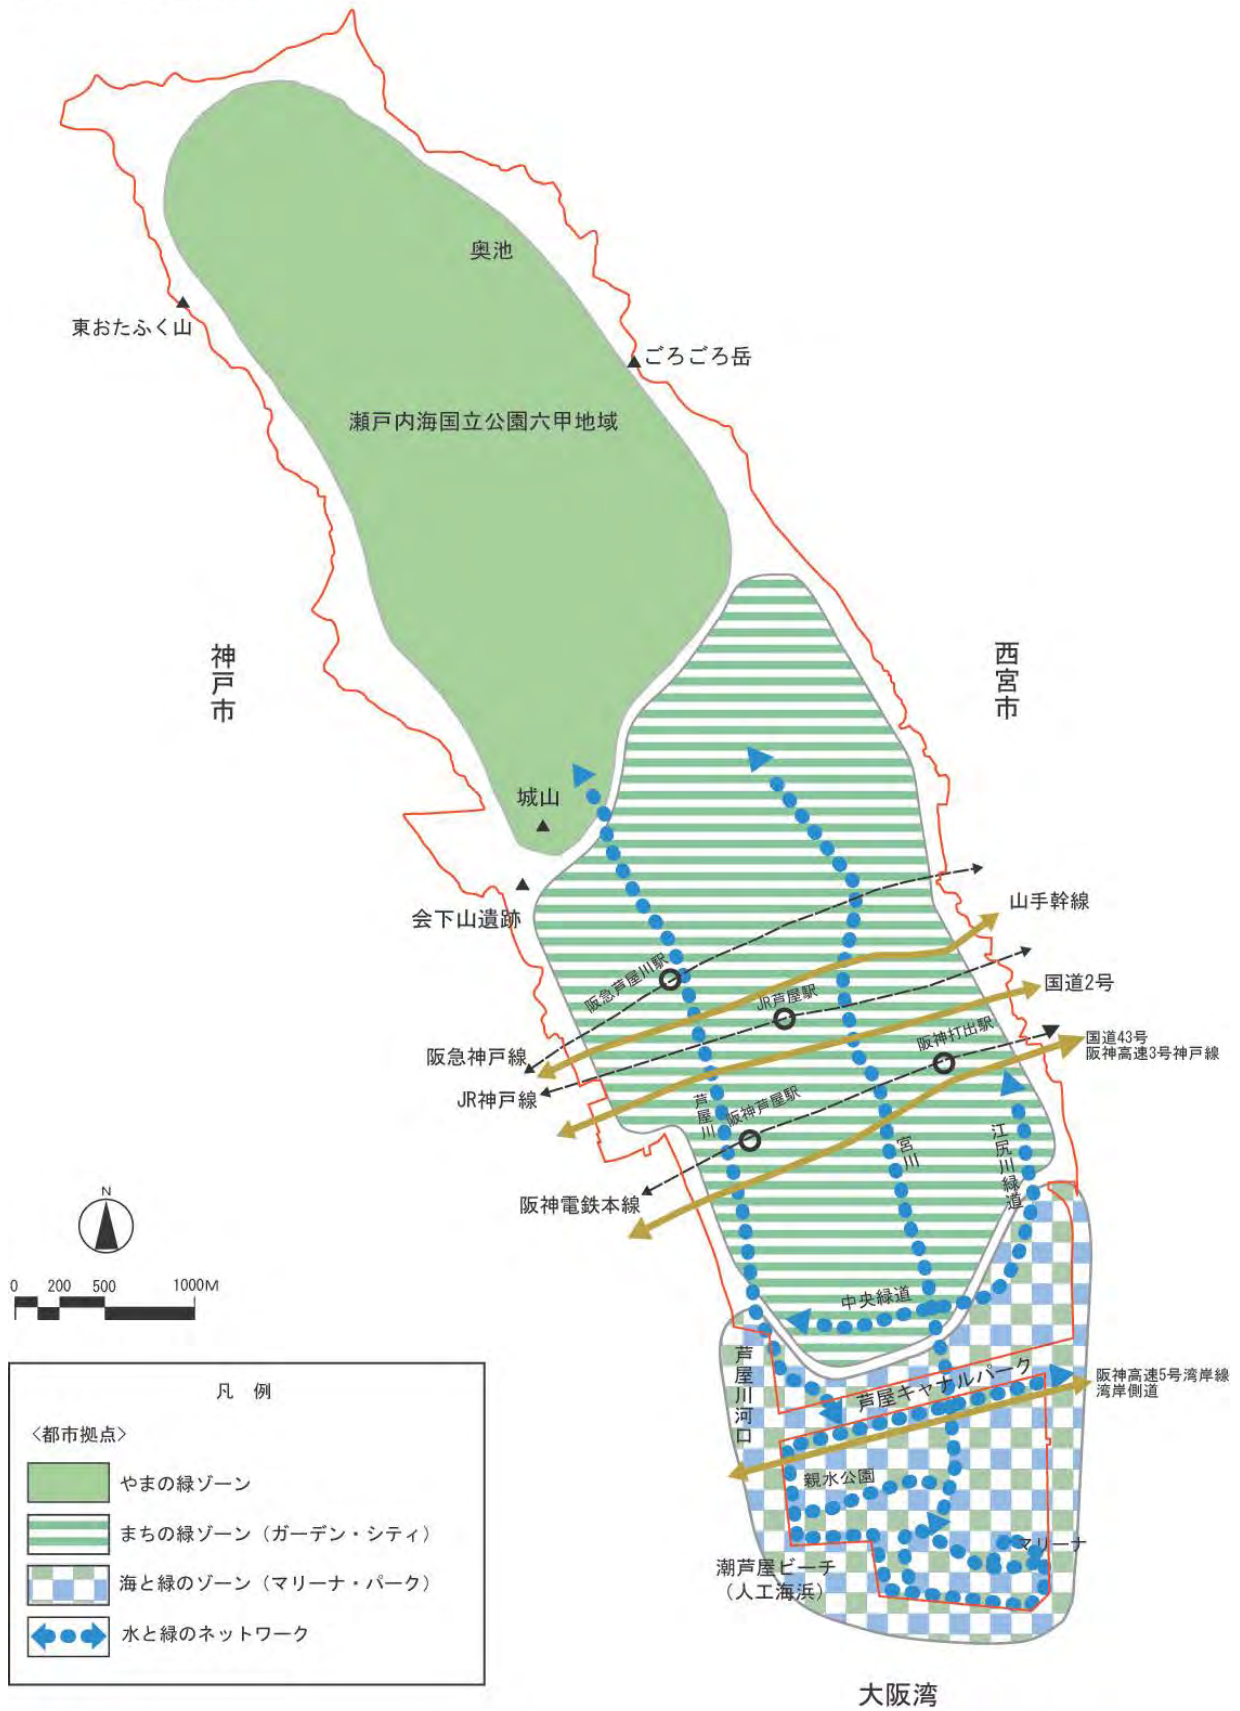 奥池
東おたふく山
ごろごろ岳
瀬戸内海国立公園六甲地域
神戸市
西宮市
城山
会下山遺跡
山手幹線
阪急芦屋川駅
JR芦屋駅
国道2号
阪神打出駅
国道43号
阪神高速3号神戸線
阪急神戸線
JR神戸線
芦屋川
阪神芦屋駅
宮川
江尻川緑道
阪神電鉄本線
N
0 200 500 1000M
中央緑道
芦屋川河口
芦屋キャナルパーク
阪神高速5号湾岸線
湾岸側道
親水公園
マリーナ
潮芦屋ビーチ
（人工海浜）
大阪湾
凡 例
<都市拠点>
やまの緑ゾーン
まちの緑ゾーン（ガーデン・シティ）
海と緑のゾーン（マリーナ・パーク）
水と緑のネットワーク